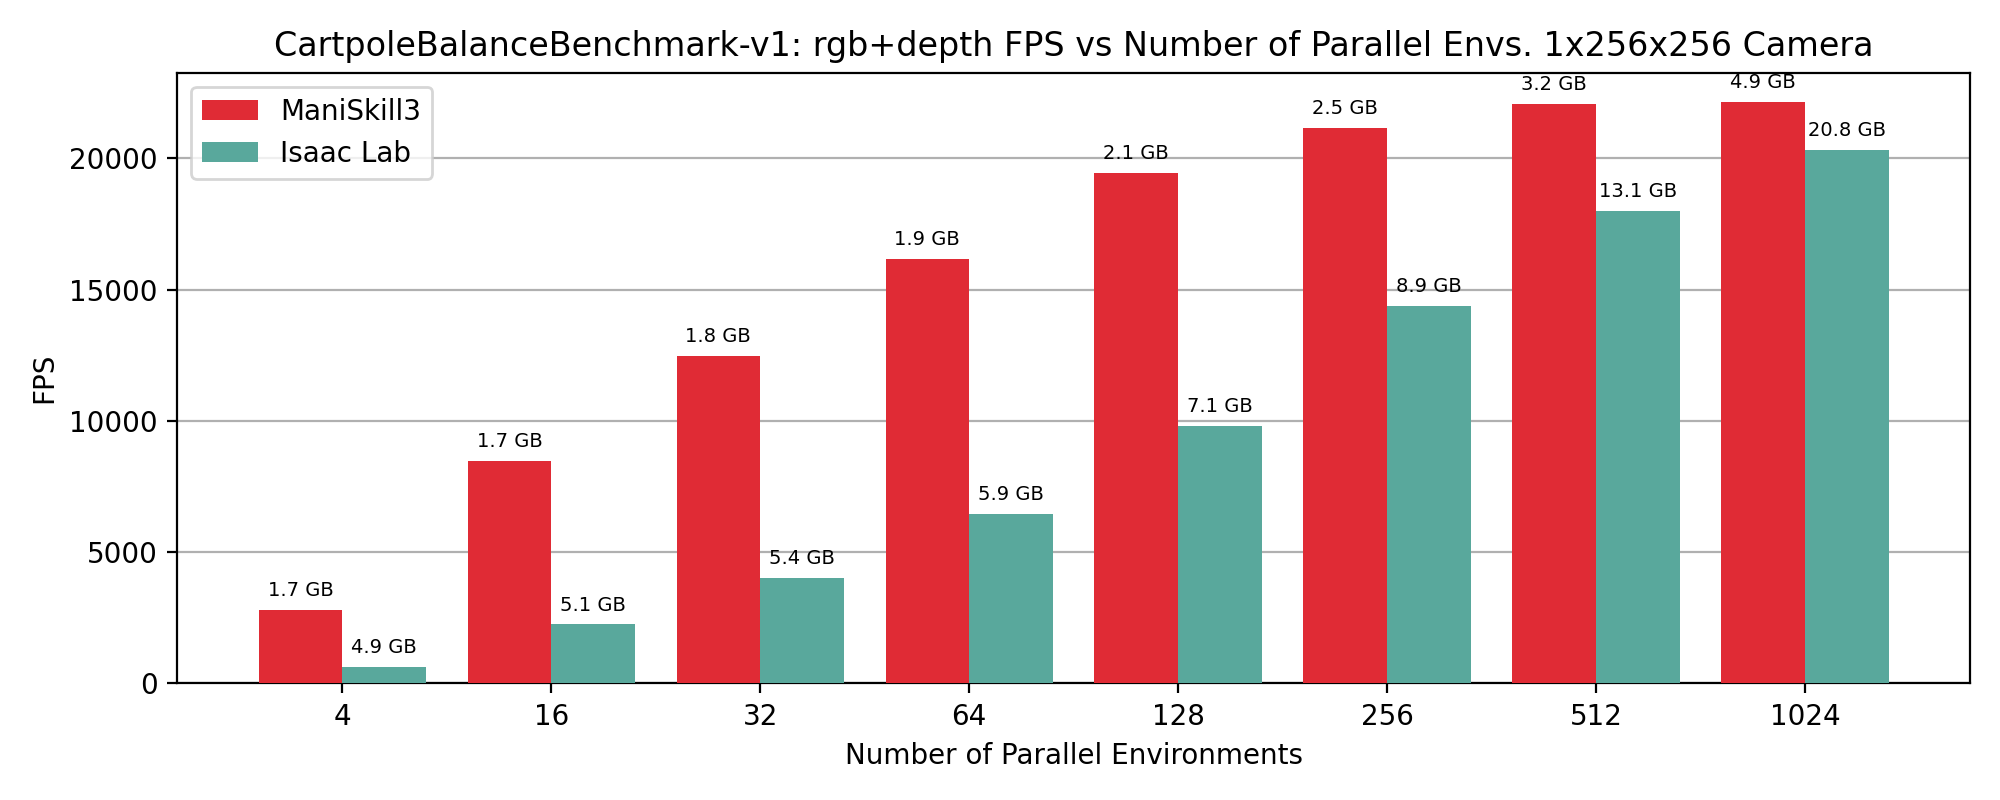 CartpoleBalanceBenchmark-v1: rgb+depth FPS vs Number of Parallel Envs. 1x256x256 Camera
ManiSkill3
Isaac Lab
FPS
20000
15000
10000
5000
0
1.7 GB
4.9 GB
1.7 GB
5.1 GB
1.8 GB
5.4 GB
1.9 GB
5.9 GB
2.1 GB
7.1 GB
2.5 GB
8.9 GB
3.2 GB
13.1 GB
4.9 GB
20.8 GB
4
16
32
64
128
256
512
1024
Number of Parallel Environments